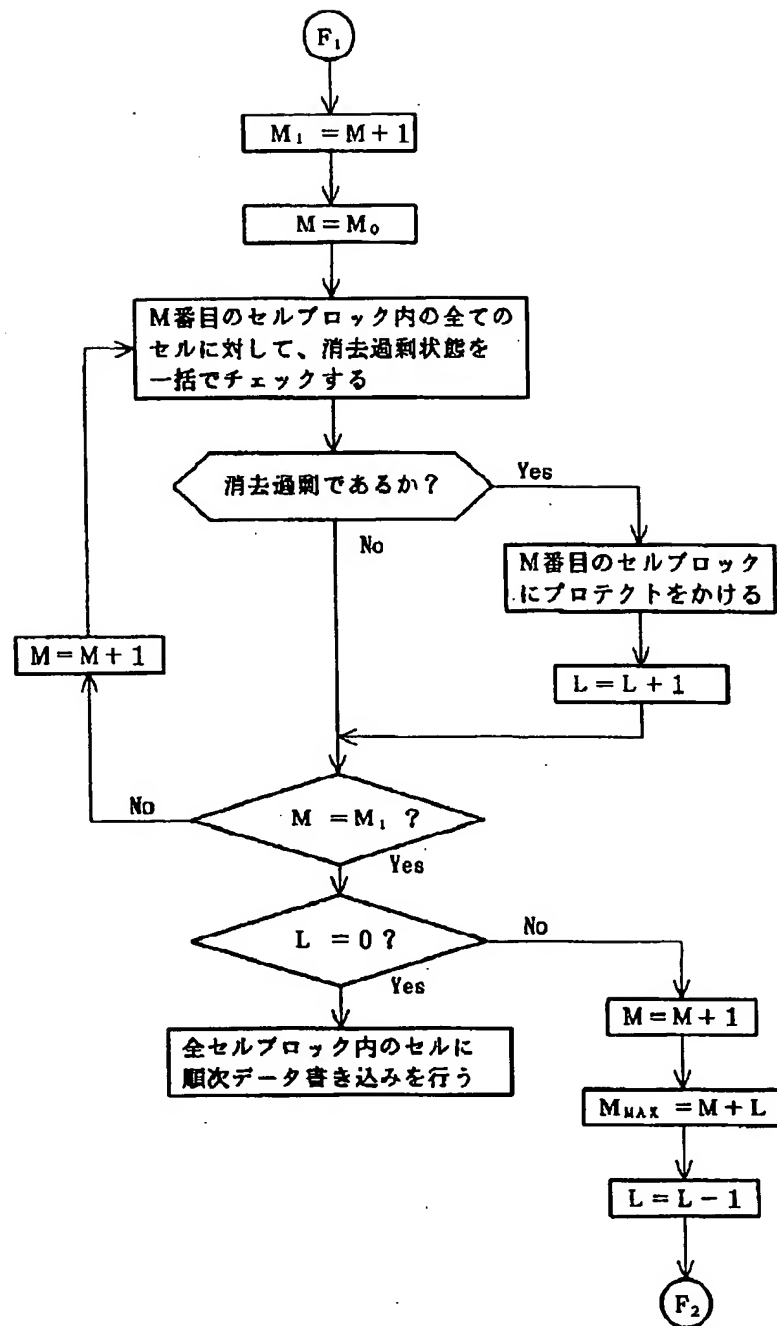 F₁
M₁ = M + 1
M = M₀
M番目のセルブロック内の全ての
セルに対して、消去過剰状態を
一括でチェックする
消去過剰であるか？
Yes
No
M番目のセルブロック
にプロテクトをかける
M = M + 1
L = L + 1
No
M = M₁ ?
Yes
L = 0 ?
No
Yes
M = M + 1
全セルブロック内のセルに
順次データ書き込みを行う
M_MAX = M + L
L = L - 1
F₂